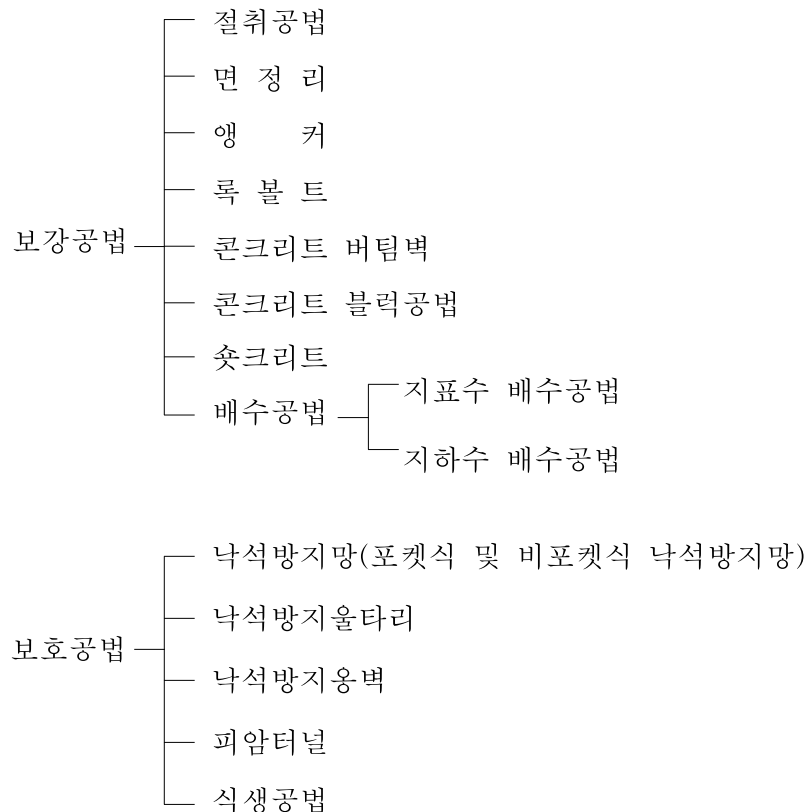 절취공법
면 정 리
앵 커
록 볼 트
보강공법
콘크리트 버팀벽
콘크리트 블럭공법
숏크리트
배수공법
지표수 배수공법
지하수 배수공법
낙석방지망(포켓식 및 비포켓식 낙석방지망)
낙석방지울타리
보호공법
낙석방지옹벽
피암터널
식생공법